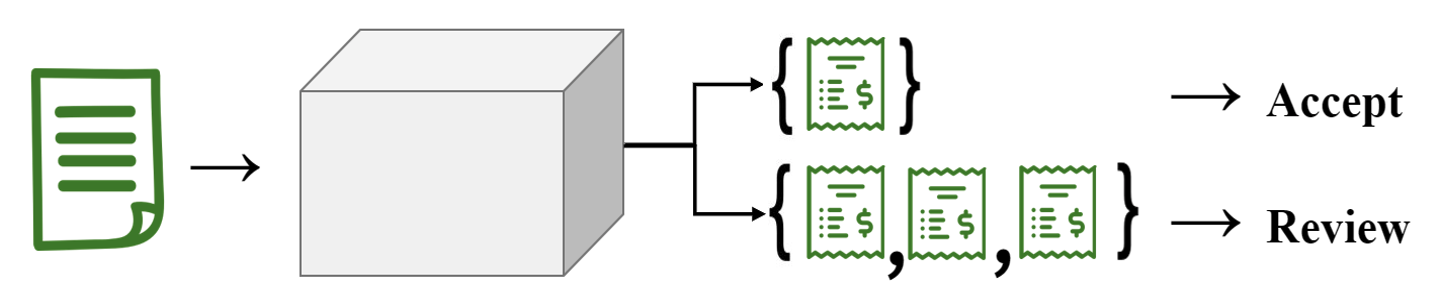 { $ } → Accept
{ $ , $ , $ } → Review